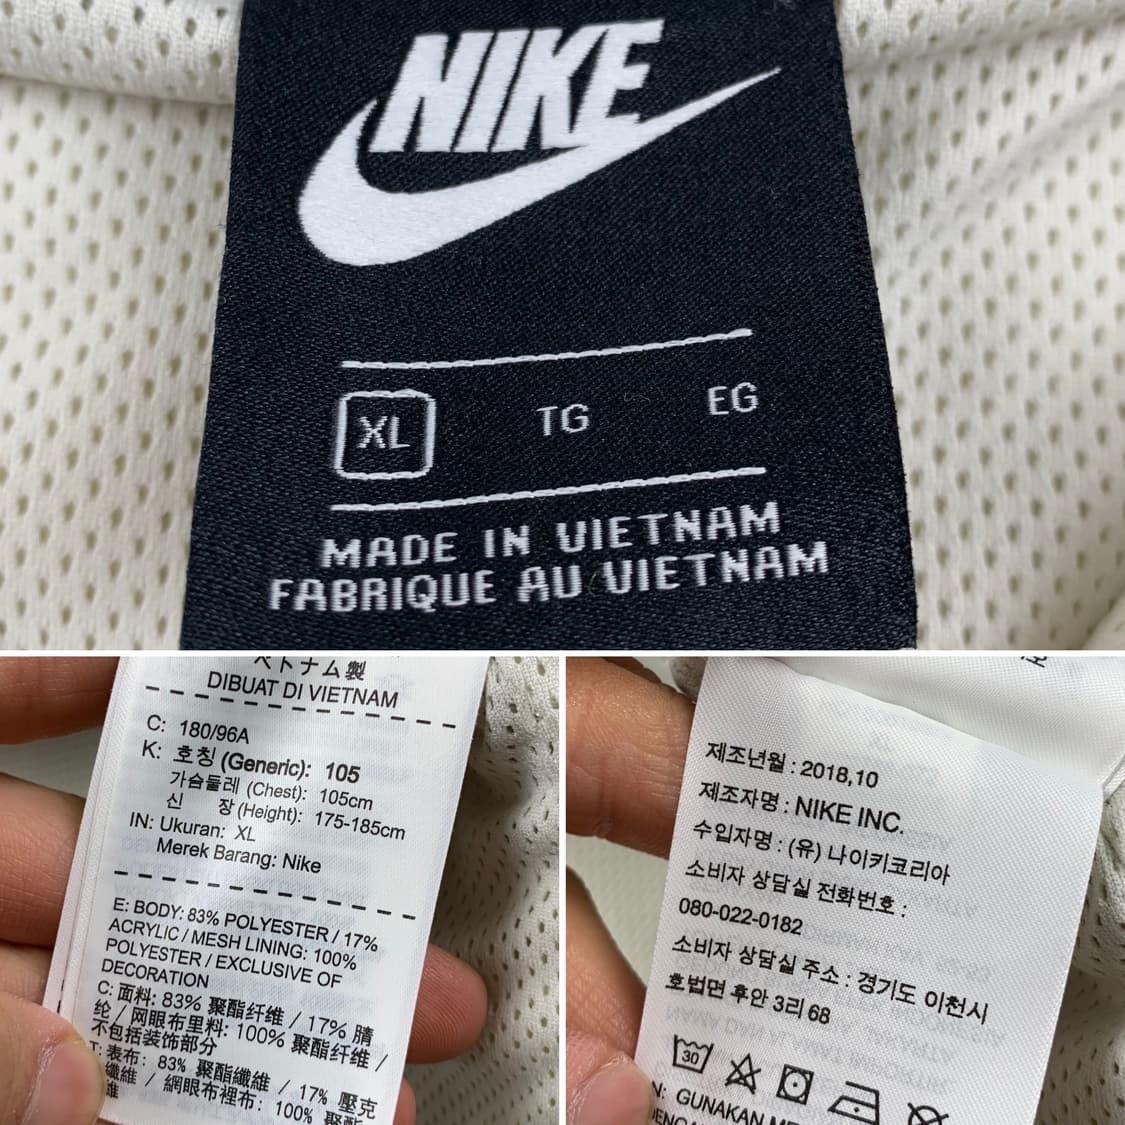 NIKE
XL TG EG
MADE IN VIETNAM
FABRIQUE AU VIETNAM
ベトナム製
DIBUAT DI VIETNAM
C: 180/96A
K: 호칭 (Generic): 105
가슴둘레 (Chest): 105cm
신 장 (Height): 175-185cm
IN: Ukuran: XL
Merek Barang: Nike
E: BODY: 83% POLYESTER / 17%
ACRYLIC / MESH LINING: 100%
POLYESTER / EXCLUSIVE OF
DECORATION
C: 面料: 83% 聚酯纤维 / 17% 腈
纶 / 网眼布里料: 100% 聚酯纤维 /
不包括装饰部分
T: 表布: 83% 聚酯纖維 / 17% 壓克
纖維 / 網眼布裡布: 100% 聚酯
維
제조년월 : 2018,10
제조자명 : NIKE INC.
수입자명 : (유) 나이키코리아
소비자 상담실 전화번호 :
080-022-0182
소비자 상담실 주소 : 경기도 이천시
호법면 후안 3리 68
30
N: GUNAKAN